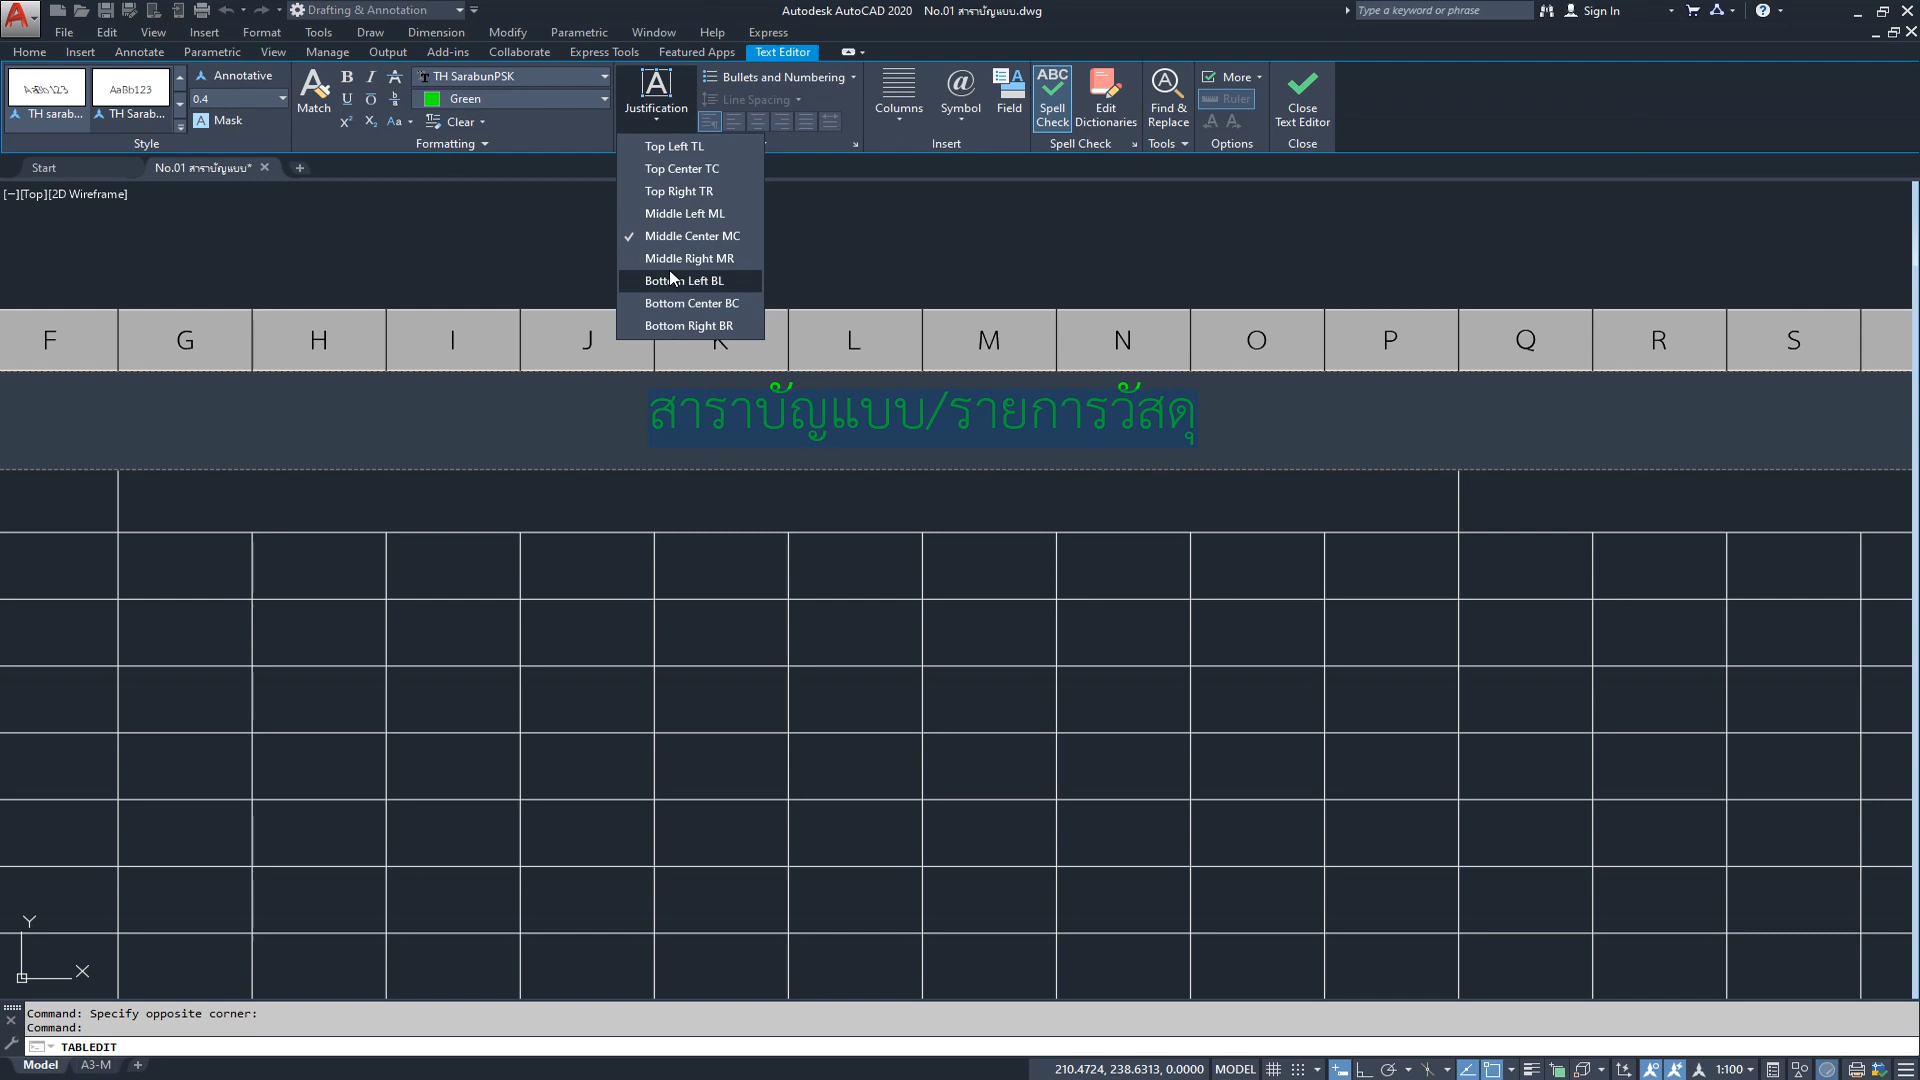 Drafting & Annotation
Autodesk AutoCAD 2020 No.01 สารบัญแบบ.dwg
Type a keyword or phrase
Sign In
File Edit View Insert Format Tools Draw Dimension Modify Parametric Window Help Express
Home Insert Annotate Parametric View Manage Output Add-ins Collaborate Express Tools Featured Apps Text Editor
AaBb123 AaBb123
TH sarab... TH Sarab...
Annotative
0.4
Mask
Style
Match
TH SarabunPSK
Green
Clear
Formatting
Justification
Bullets and Numbering
Line Spacing
Columns Symbol Field
Insert
Spell Check
Edit Dictionaries
Spell Check
Find & Replace
Tools
More
Ruler
Options
Close Text Editor
Close
Start No.01 สารบัญแบบ*
[−][Top][2D Wireframe]
Top Left TL
Top Center TC
Top Right TR
Middle Left ML
Middle Center MC
Middle Right MR
Bottom Left BL
Bottom Center BC
Bottom Right BR
F G H I J K L M N O P Q R S
สาราบัญแบบ/รายการวัสดุ
Y
X
Command: Specify opposite corner:
Command:
TABLEDIT
Model A3-M
210.4724, 238.6313, 0.0000 MODEL
1:100